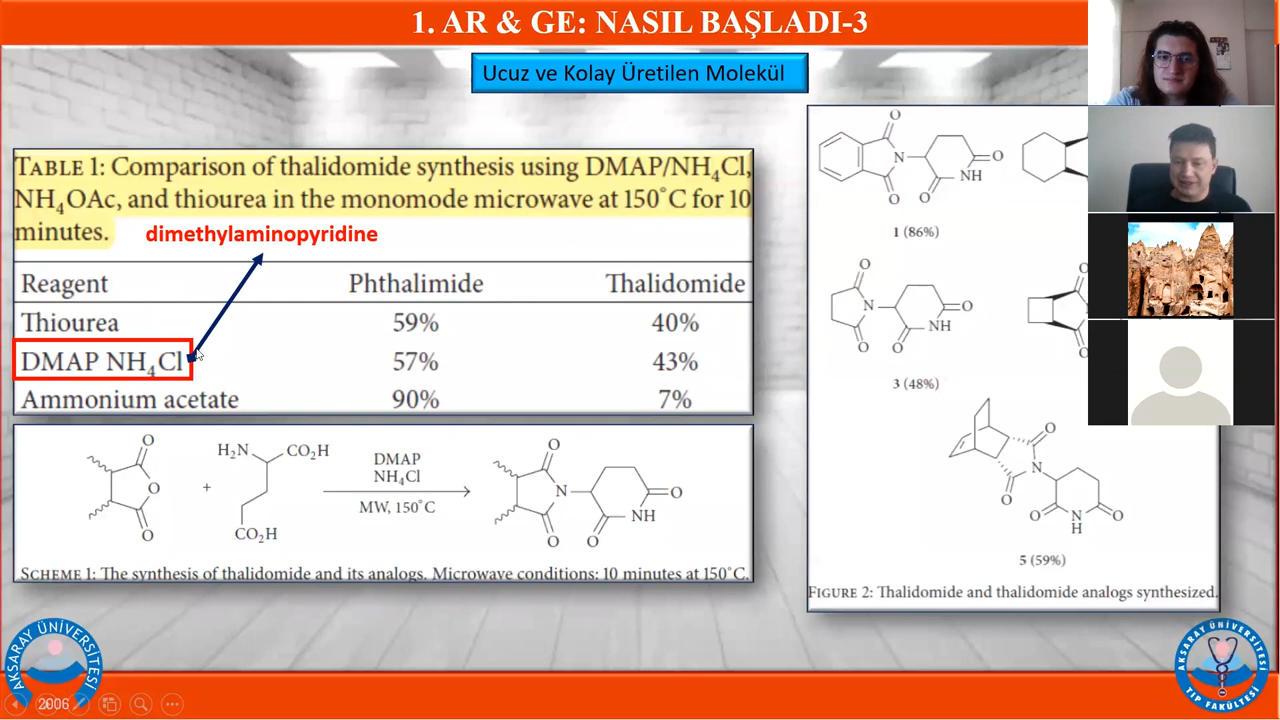 1. AR & GE: NASIL BAŞLADI-3
Ucuz ve Kolay Üretilen Molekül
TABLE 1: Comparison of thalidomide synthesis using DMAP/NH₄Cl,
NH₄OAc, and thiourea in the monomode microwave at 150°C for 10
minutes.
dimethylaminopyridine
Reagent Phthalimide Thalidomide
Thiourea 59% 40%
DMAP NH₄Cl 57% 43%
Ammonium acetate 90% 7%
O
O
O
+
H₂N
CO₂H
CO₂H
DMAP
NH₄Cl
MW, 150°C
O
N
O
O
O
NH
SCHEME 1: The synthesis of thalidomide and its analogs. Microwave conditions: 10 minutes at 150°C.
O
N
O
O
O
NH
1 (86%)
O
N
O
O
O
NH
3 (48%)
O
O
O
N
O
O
N
H
O
5 (59%)
FIGURE 2: Thalidomide and thalidomide analogs synthesized.
AKSARAY ÜNİVERSİTESİ
2006
AKSARAY ÜNİVERSİTESİ
TIP FAKÜLTESİ